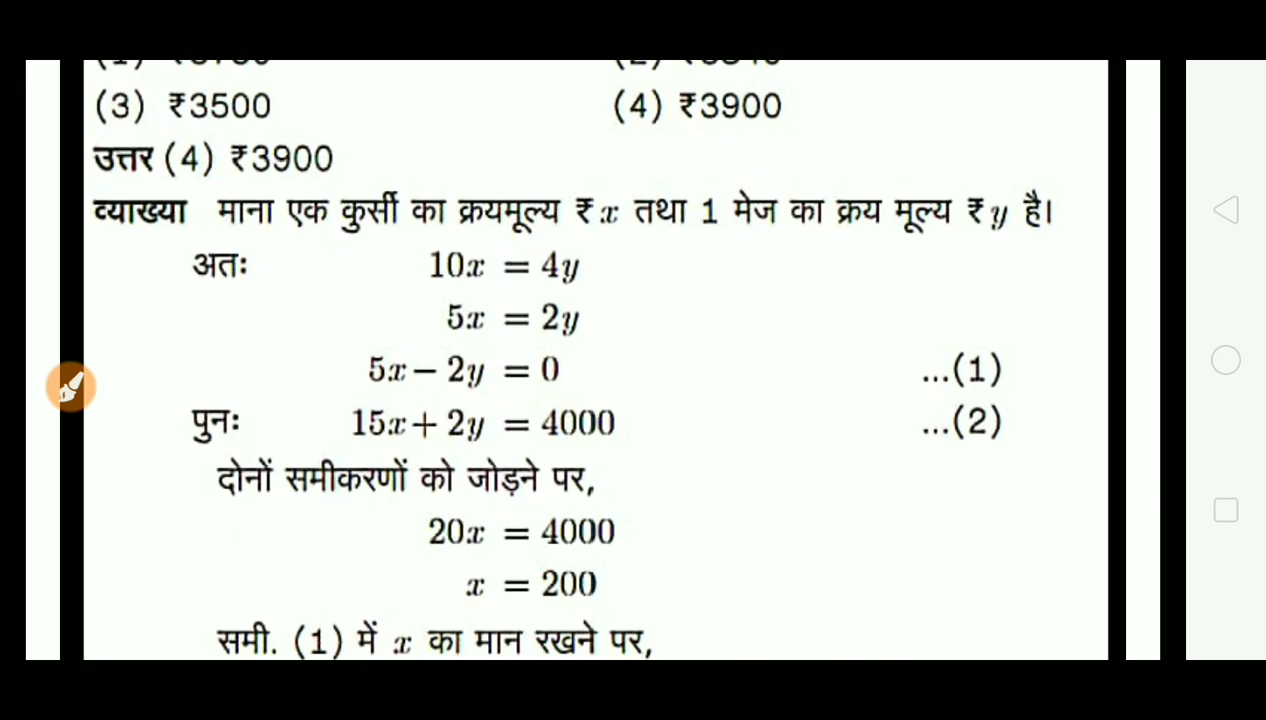 (3) ₹3500 (4) ₹3900
उत्तर (4) ₹3900
व्याख्या माना एक कुर्सी का क्रयमूल्य ₹ x तथा 1 मेज का क्रय मूल्य ₹ y है।
अतः 10x = 4y
5x = 2y
5x − 2y = 0 ...(1)
पुनः 15x + 2y = 4000 ...(2)
दोनों समीकरणों को जोड़ने पर,
20x = 4000
x = 200
समी. (1) में x का मान रखने पर,